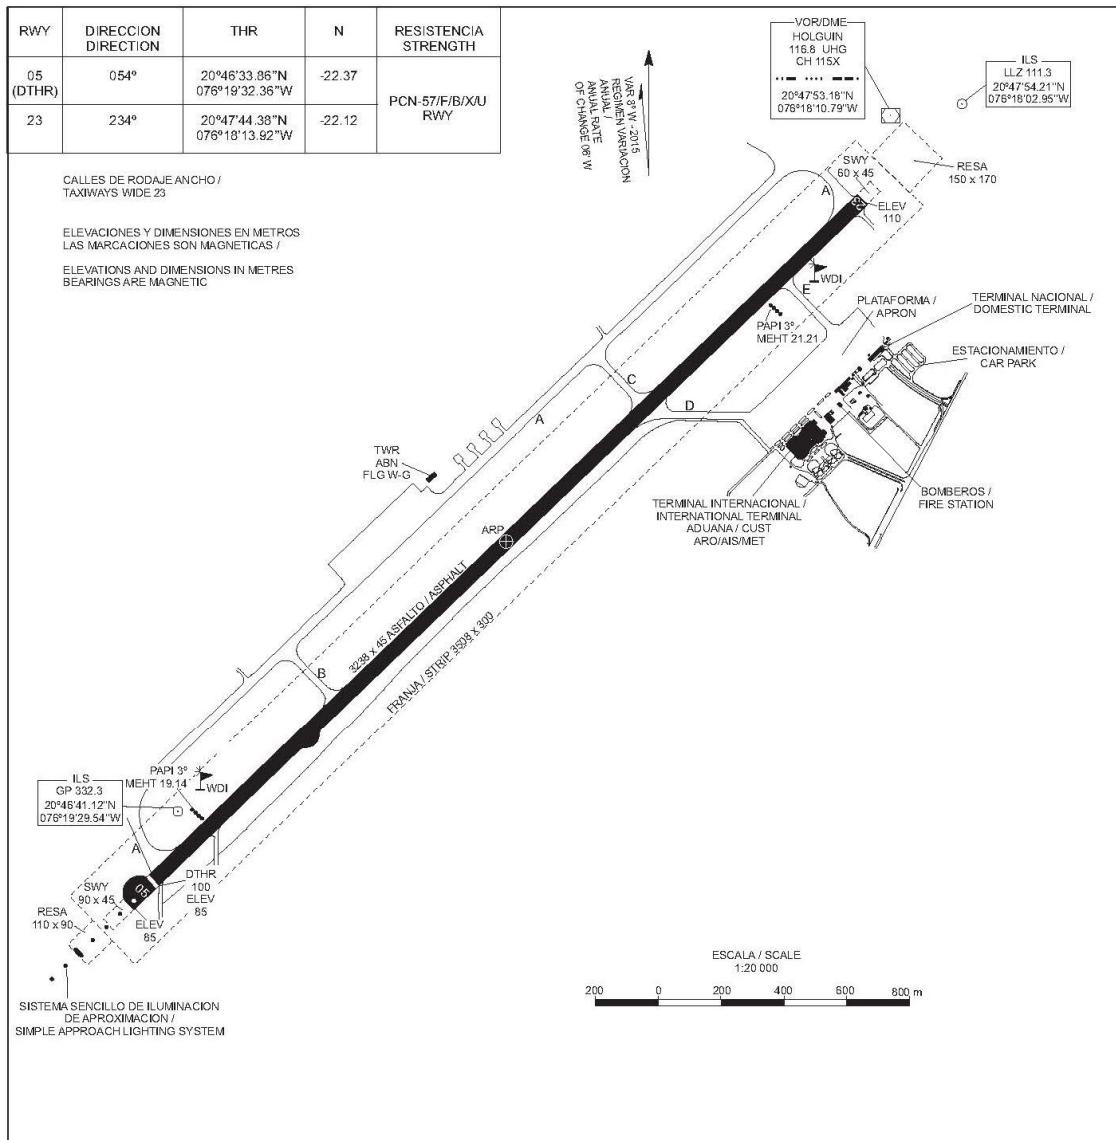 RWY
DIRECCION
DIRECTION
THR
N
RESISTENCIA
STRENGTH
05
(DTHR)
054º
20º46'33.86"N
076º19'32.36"W
-22.37
PCN-57/F/B/X/U
RWY
23
234º
20º47'44.38"N
076º18'13.92"W
-22.12
CALLES DE RODAJE ANCHO /
TAXIWAYS WIDE 23
ELEVACIONES Y DIMENSIONES EN METROS
LAS MARCACIONES SON MAGNETICAS /
ELEVATIONS AND DIMENSIONS IN METRES
BEARINGS ARE MAGNETIC
VAR 8º W - 2015
REGIMEN VARIACION
ANUAL /
ANUAL RATE
OF CHANGE 06' W
VOR/DME
HOLGUIN
116.8 UHG
CH 115X
20º47'53.18"N
076º18'10.79"W
ILS
LLZ 111.3
20º47'54.21"N
076º18'02.95"W
SWY
60 x 45
RESA
150 x 170
A
ELEV
110
23
WDI
E
PAPI 3º
MEHT 21.21
PLATAFORMA /
APRON
TERMINAL NACIONAL /
DOMESTIC TERMINAL
ESTACIONAMIENTO /
CAR PARK
C
D
A
TWR
ABN
FLG W-G
BOMBEROS /
FIRE STATION
TERMINAL INTERNACIONAL /
INTERNATIONAL TERMINAL
ADUANA / CUST
ARO/AIS/MET
ARP
3238 x 45 ASFALTO / ASPHALT
FRANJA / STRIP 3508 x 300
B
PAPI 3º
MEHT 19.14
WDI
ILS
GP 332.3
20º46'41.12"N
076º19'29.54"W
A
DTHR
100
ELEV
85
05
SWY
90 x 45
ELEV
85
RESA
110 x 90
SISTEMA SENCILLO DE ILUMINACION
DE APROXIMACION /
SIMPLE APPROACH LIGHTING SYSTEM
ESCALA / SCALE
1:20 000
200 0 200 400 600 800 m